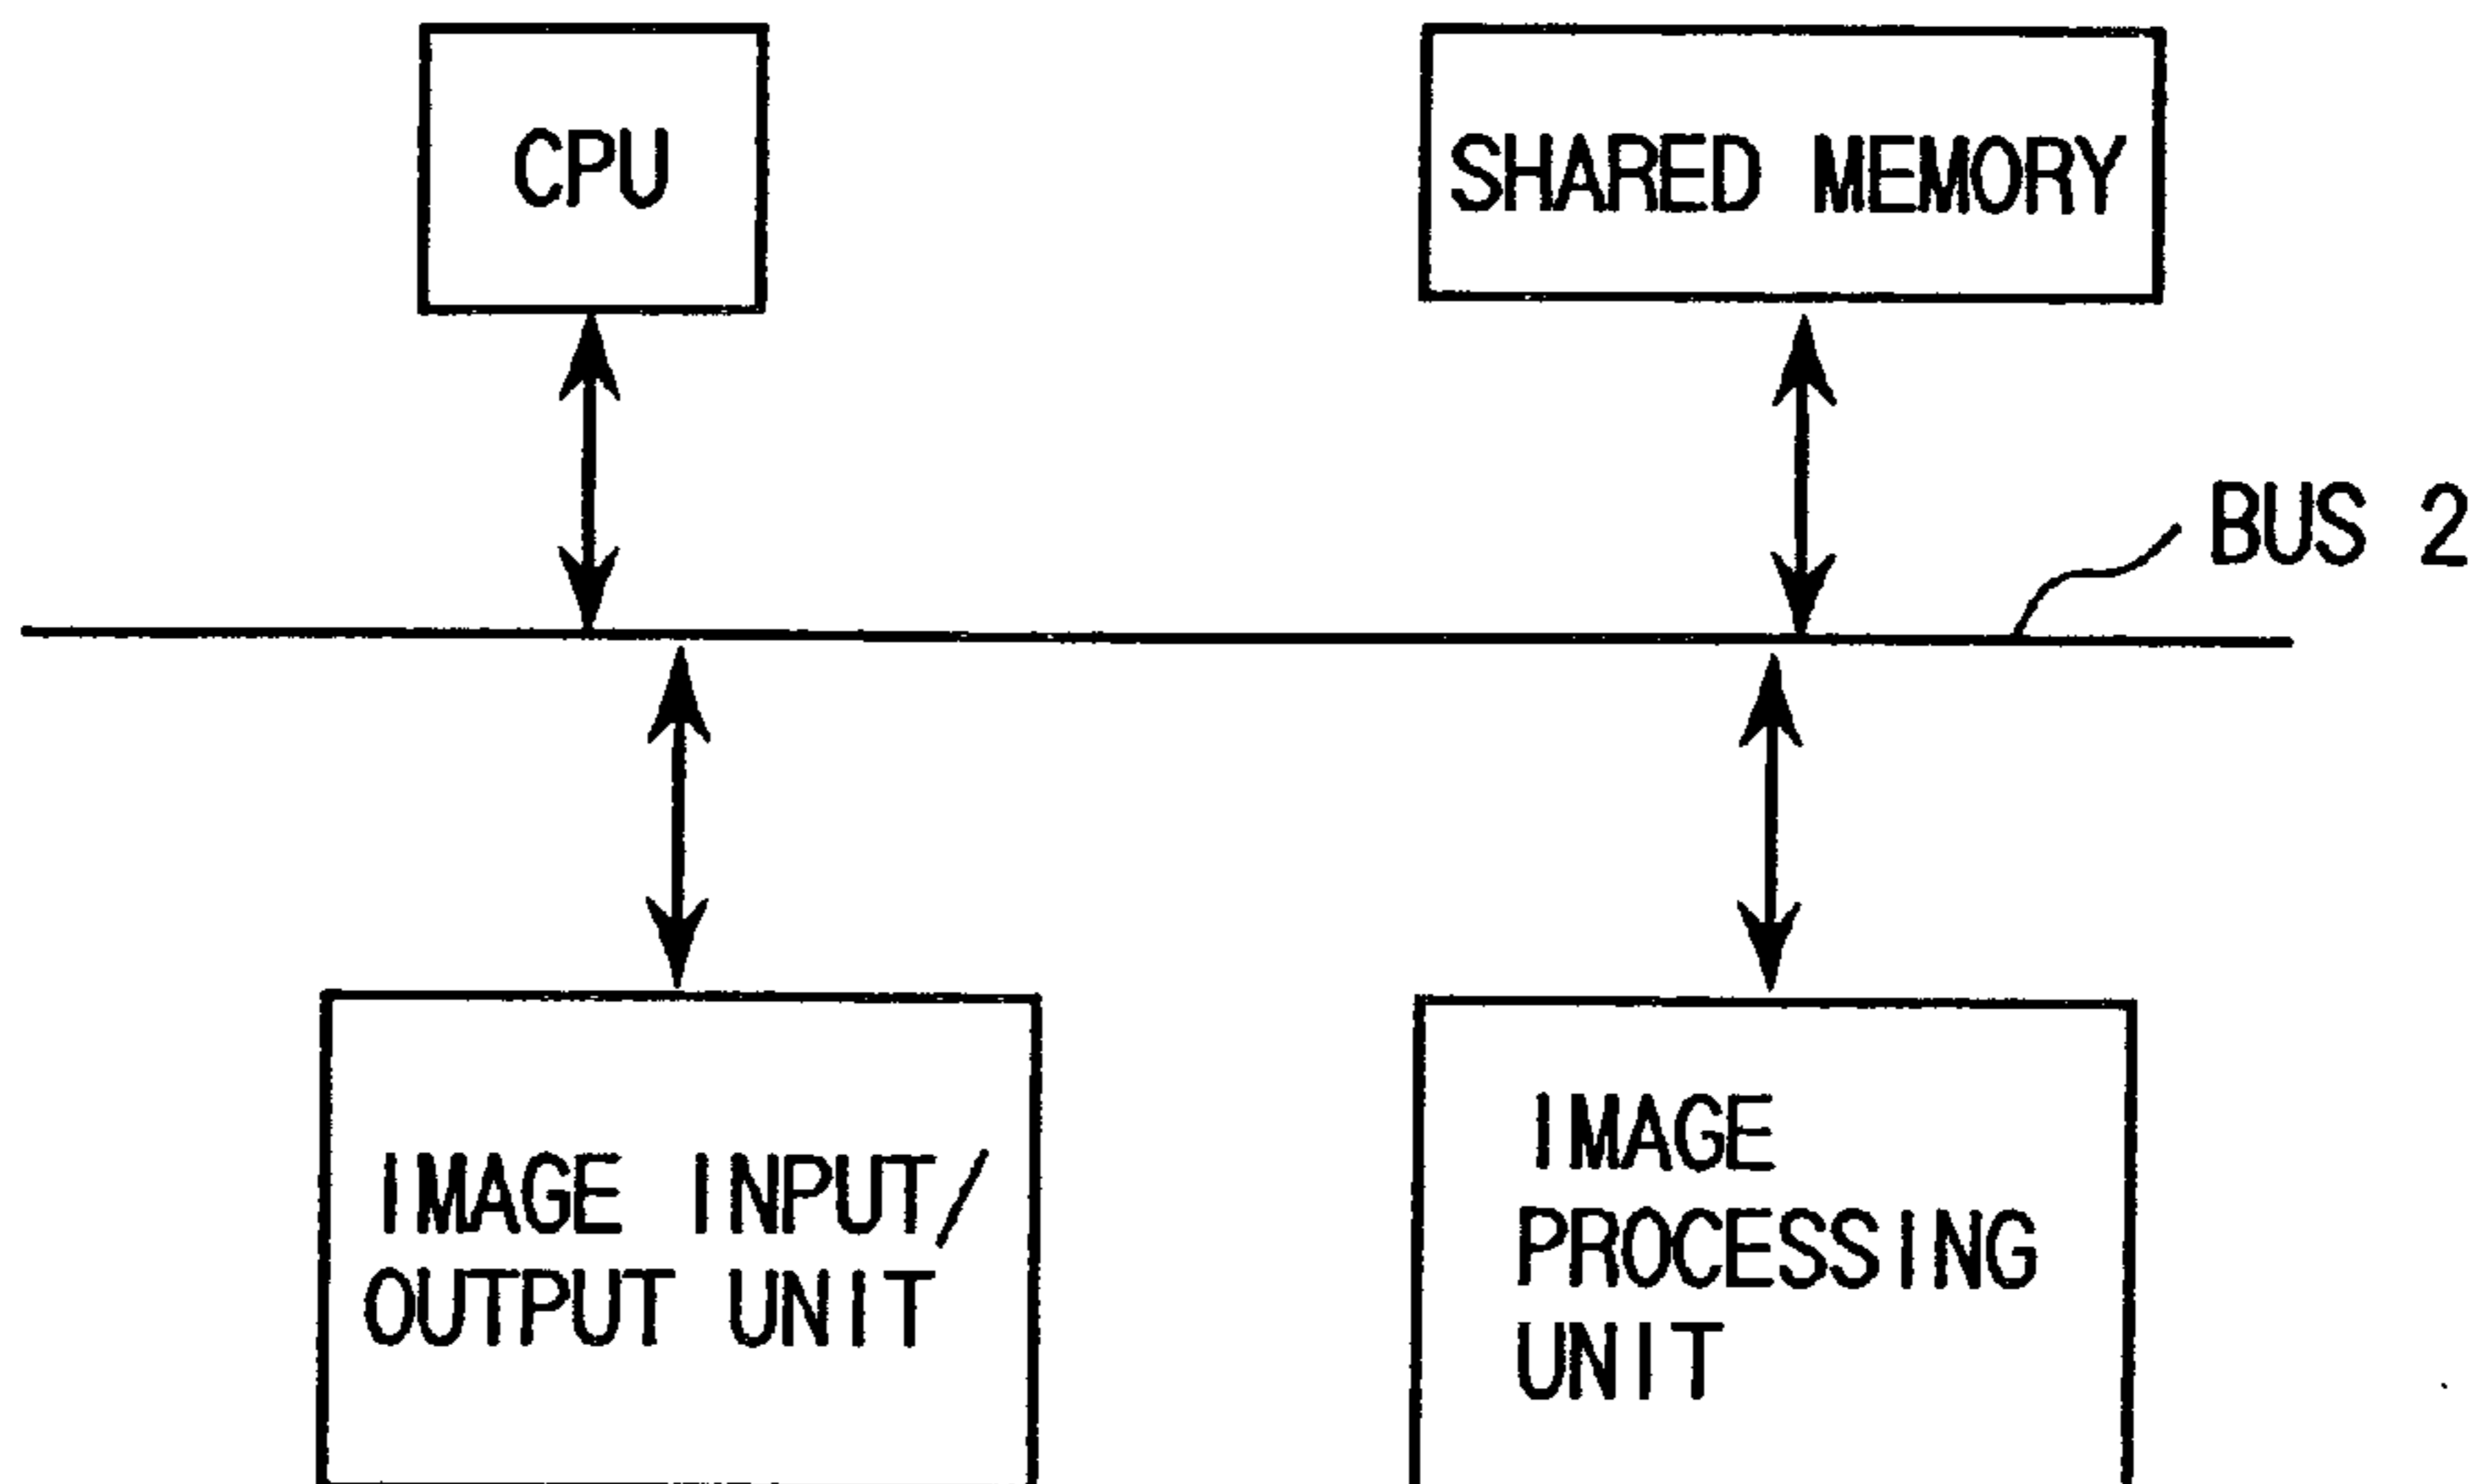 CPU
SHARED MEMORY
BUS 2
IMAGE INPUT/
OUTPUT UNIT
IMAGE
PROCESSING
UNIT